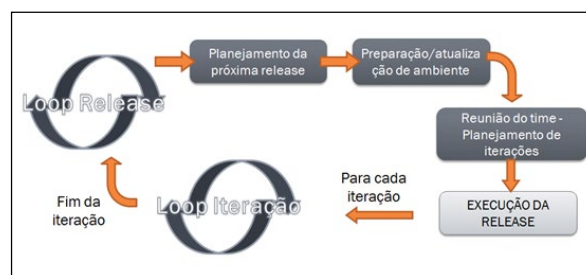 Loop Release
Planejamento da
próxima release
Preparação/atualiza
ção de ambiente
Reunião do time -
Planejamento de
iterações
EXECUÇÃO DA
RELEASE
Para cada
iteração
Loop Iteração
Fim da
iteração